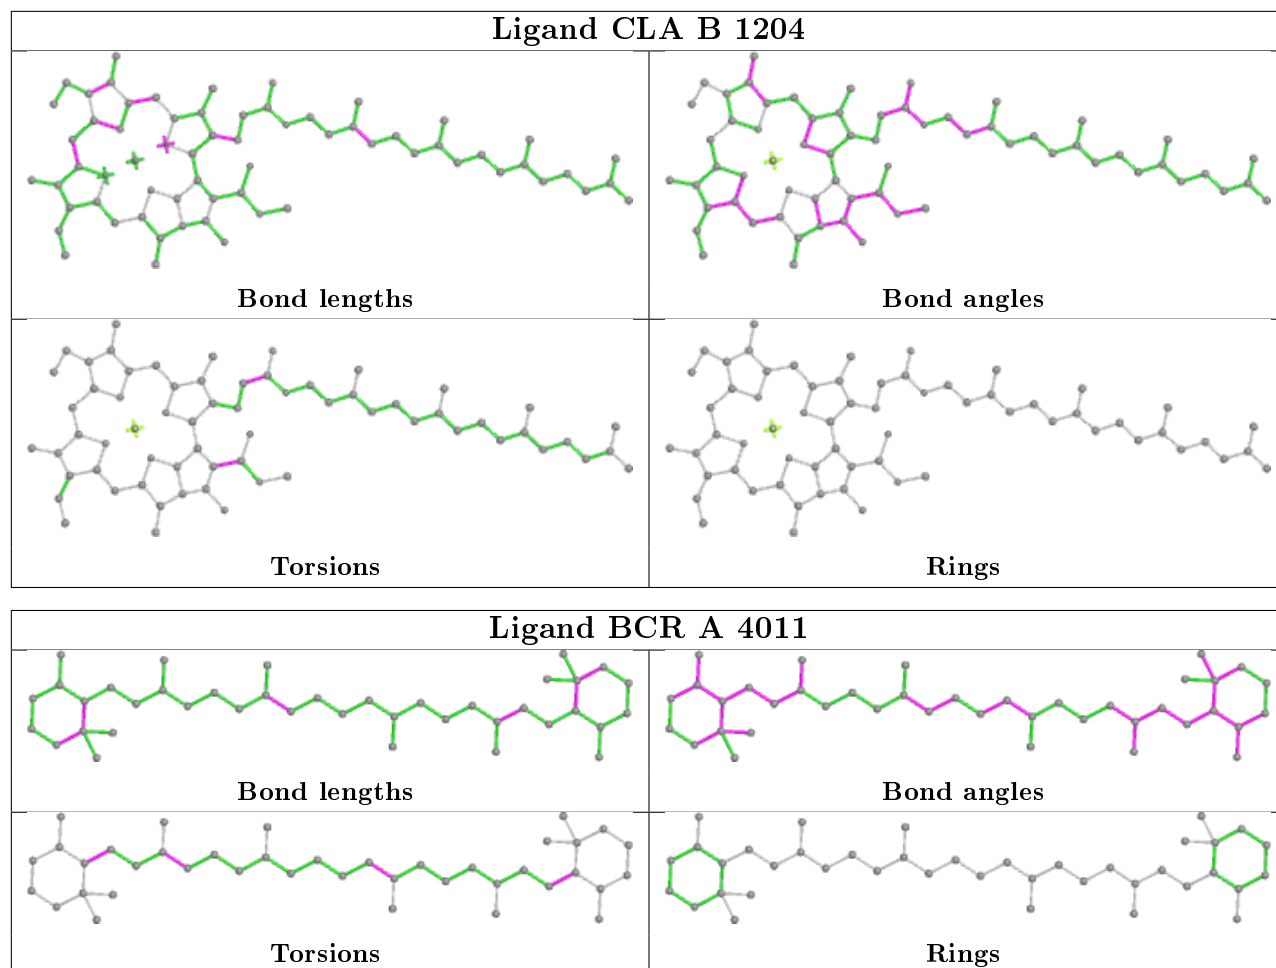 Ligand CLA B 1204
Bond lengths
Bond angles
Torsions
Rings
Ligand BCR A 4011
Bond lengths
Bond angles
Torsions
Rings